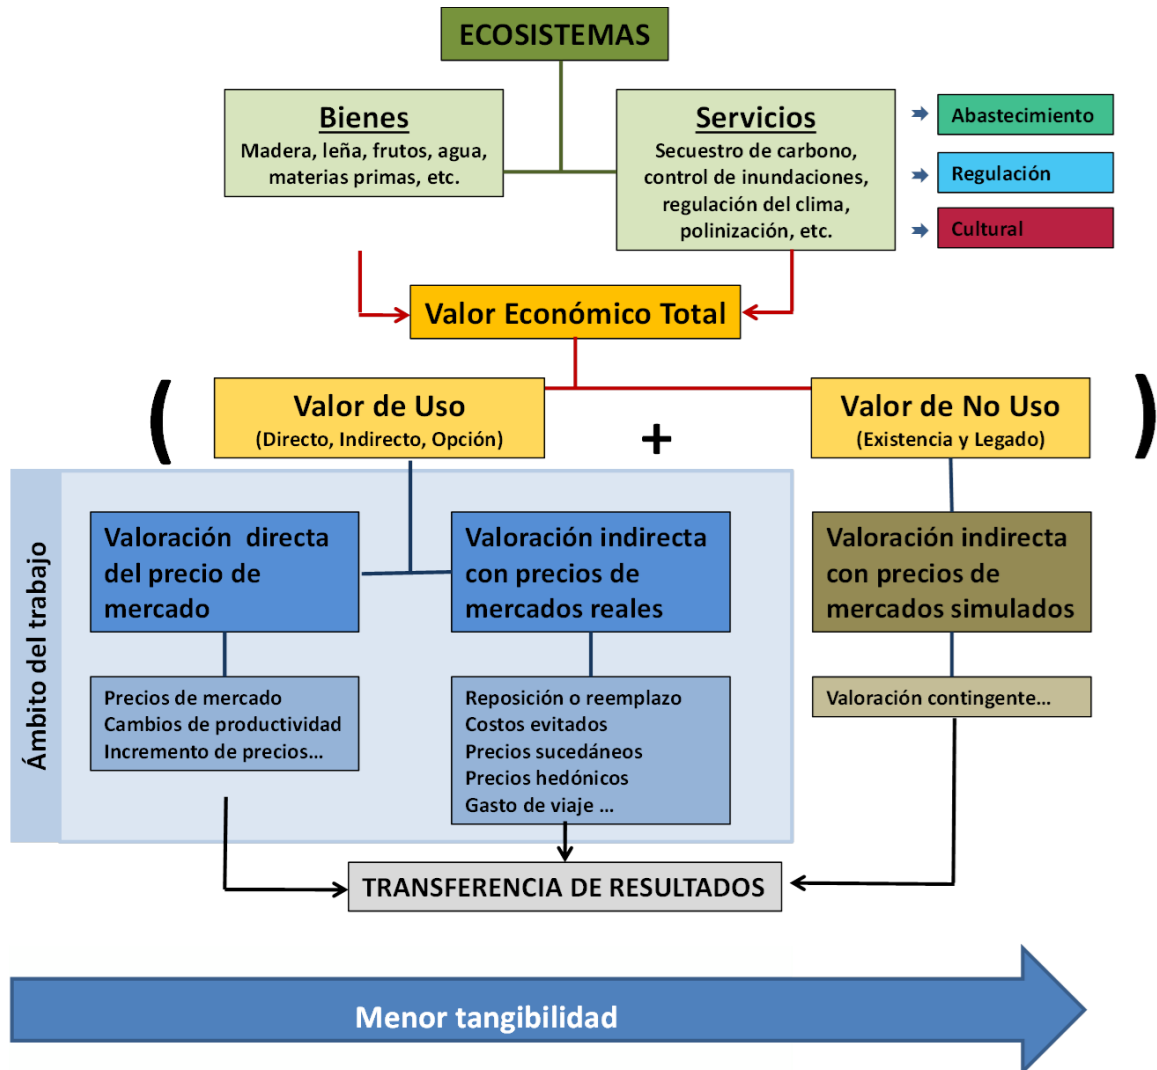 ECOSISTEMAS
Bienes
Madera, leña, frutos, agua,
materias primas, etc.
Servicios
Secuestro de carbono,
control de inundaciones,
regulación del clima,
polinización, etc.
Abastecimiento
Regulación
Cultural
Valor Económico Total
(
Valor de Uso
(Directo, Indirecto, Opción)
+
Valor de No Uso
(Existencia y Legado)
)
Ámbito del trabajo
Valoración directa
del precio de
mercado
Valoración indirecta
con precios de
mercados reales
Valoración indirecta
con precios de
mercados simulados
Precios de mercado
Cambios de productividad
Incremento de precios…
Reposición o reemplazo
Costos evitados
Precios sucedáneos
Precios hedónicos
Gasto de viaje …
Valoración contingente…
TRANSFERENCIA DE RESULTADOS
Menor tangibilidad